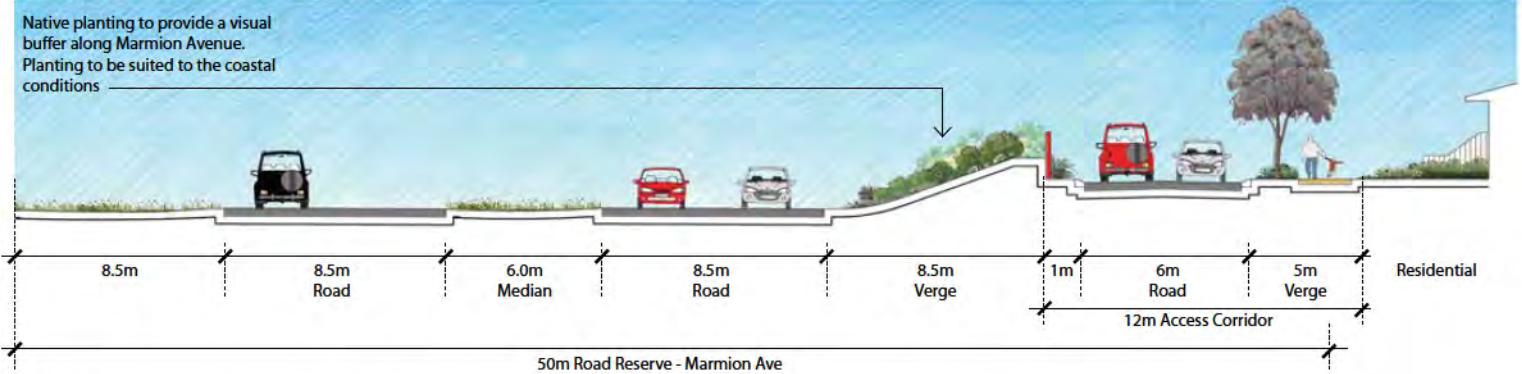 Native planting to provide a visual
buffer along Marmion Avenue.
Planting to be suited to the coastal
conditions
8.5m
8.5m
Road
6.0m
Median
8.5m
Road
8.5m
Verge
1m
6m
Road
5m
Verge
Residential
12m Access Corridor
50m Road Reserve - Marmion Ave